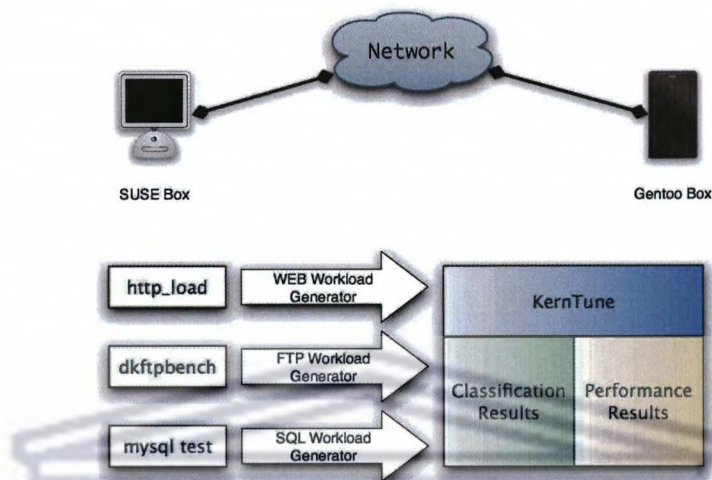 Network
SUSE Box
Gentoo Box
http_load
WEB Workload
Generator
KernTune
dkftpbench
FTP Workload
Generator
Classification
Results
Performance
Results
mysql test
SQL Workload
Generator